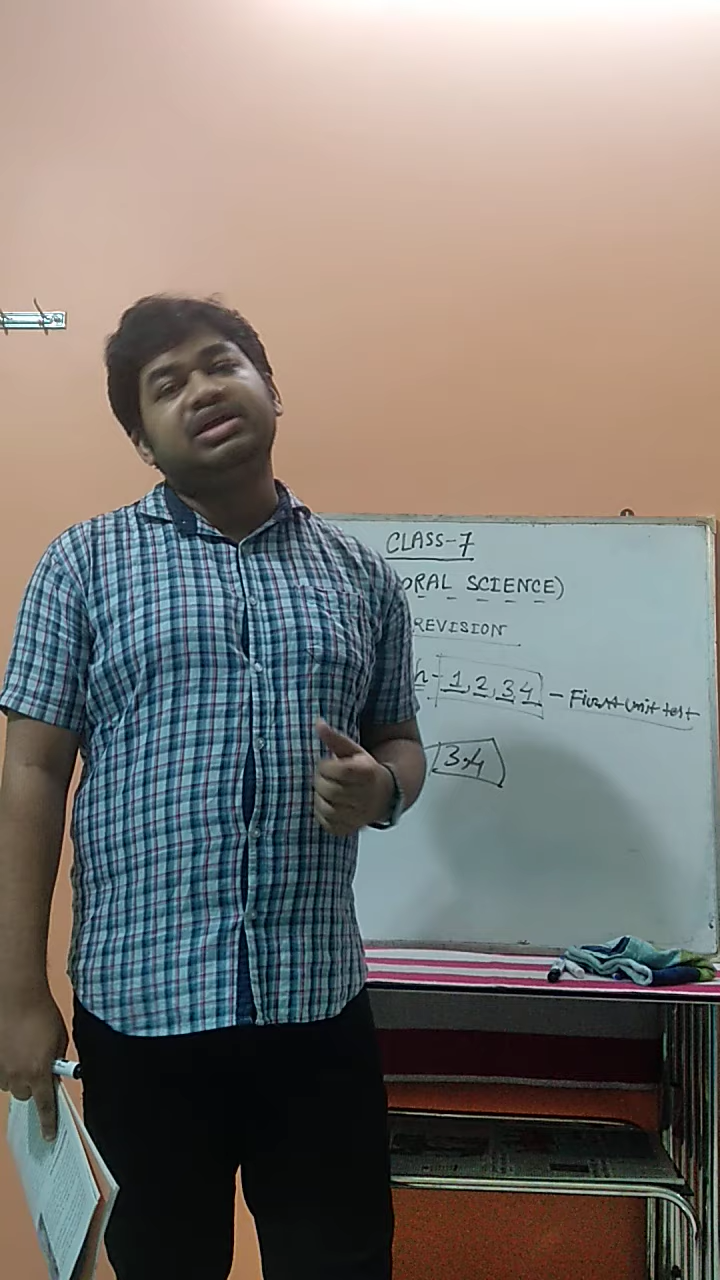 CLASS-7
ORAL SCIENCE)
REVISION
h-1,2,3,4 - First unit test
3,4